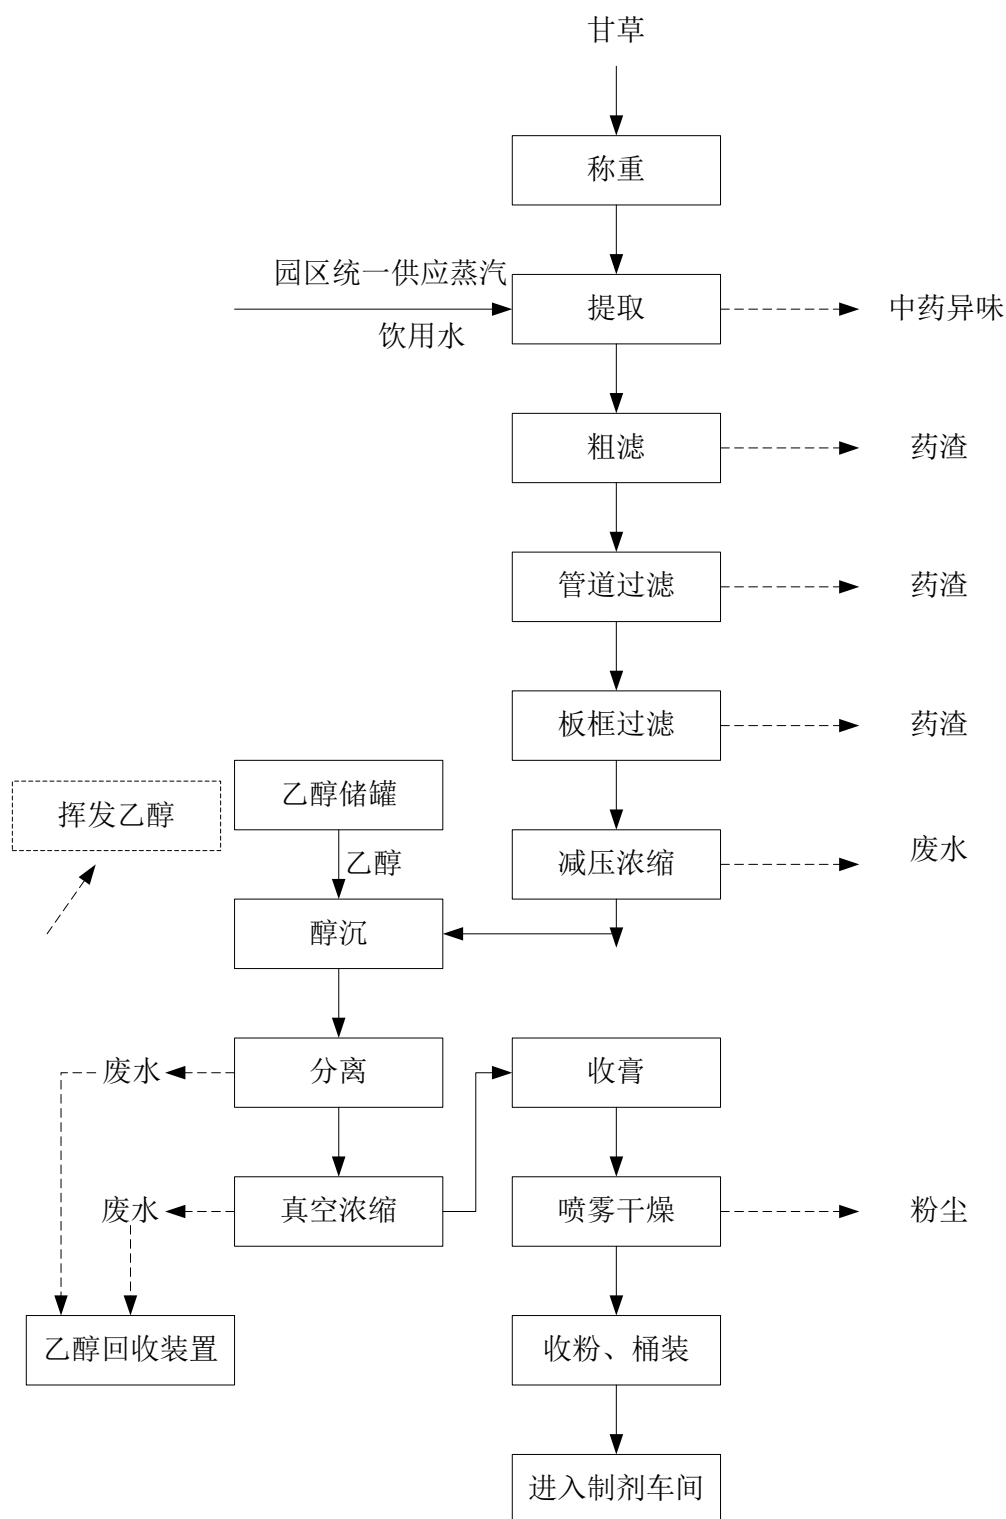 甘草
称重
园区统一供应蒸汽
饮用水
提取
中药异味
粗滤
药渣
管道过滤
药渣
板框过滤
药渣
挥发乙醇
乙醇储罐
乙醇
减压浓缩
废水
醇沉
废水
分离
收膏
废水
真空浓缩
喷雾干燥
粉尘
乙醇回收装置
收粉、桶装
进入制剂车间